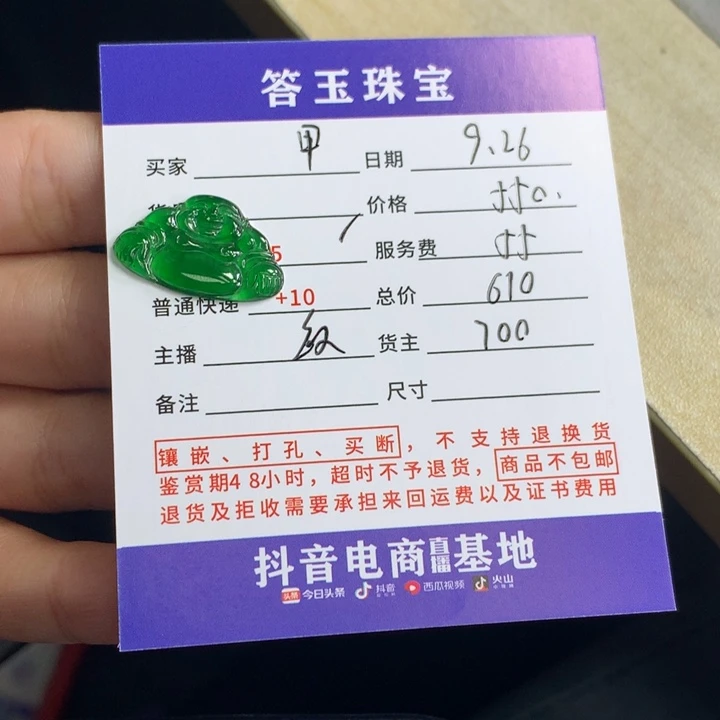 答玉珠宝
买家 甲 日期 9.26
价格 550.
5 服务费 55
普通快递 +10 总价 610
主播 货主 700
备注 尺寸
镶嵌、打孔、买断，不支持退换货
鉴赏期48小时，超时不予退货，商品不包邮
退货及拒收需要承担来回运费以及证书费用
抖音电商直播基地
头条 今日头条 抖音 西瓜视频 火山